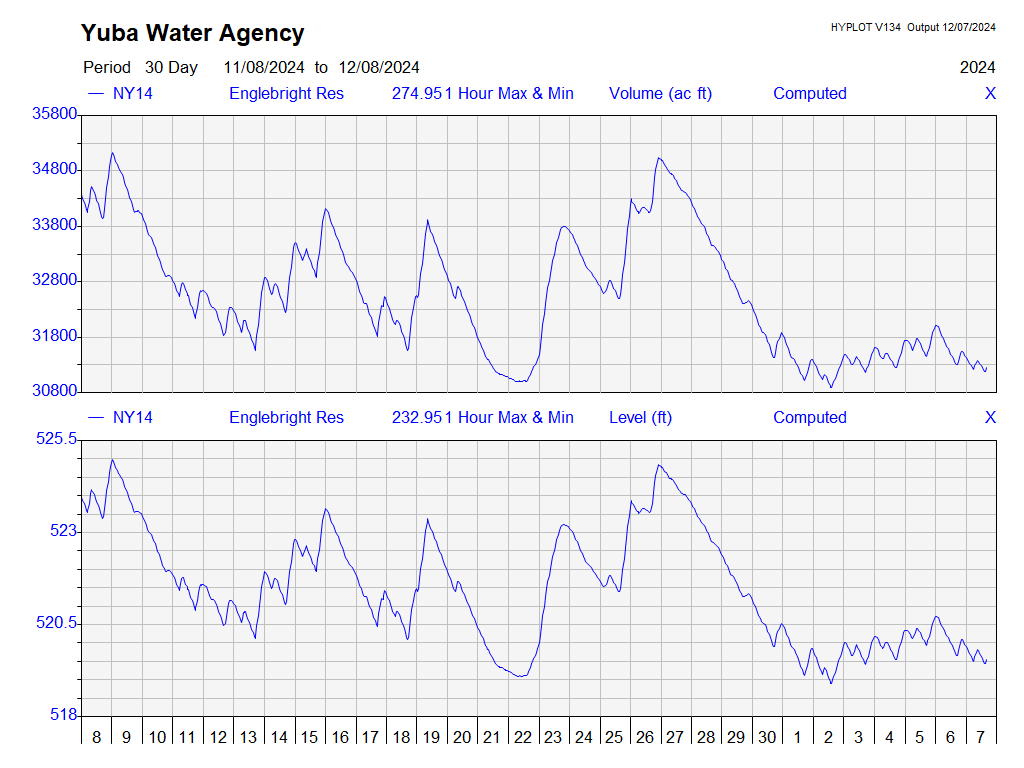 Yuba Water Agency
HYPLOT V134 Output 12/07/2024
Period 30 Day 11/08/2024 to 12/08/2024
2024
— NY14 Englebright Res 274.951 Hour Max & Min Volume (ac ft) Computed X
35800
34800
33800
32800
31800
30800
— NY14 Englebright Res 232.951 Hour Max & Min Level (ft) Computed X
525.5
523
520.5
518
8 9 10 11 12 13 14 15 16 17 18 19 20 21 22 23 24 25 26 27 28 29 30 1 2 3 4 5 6 7